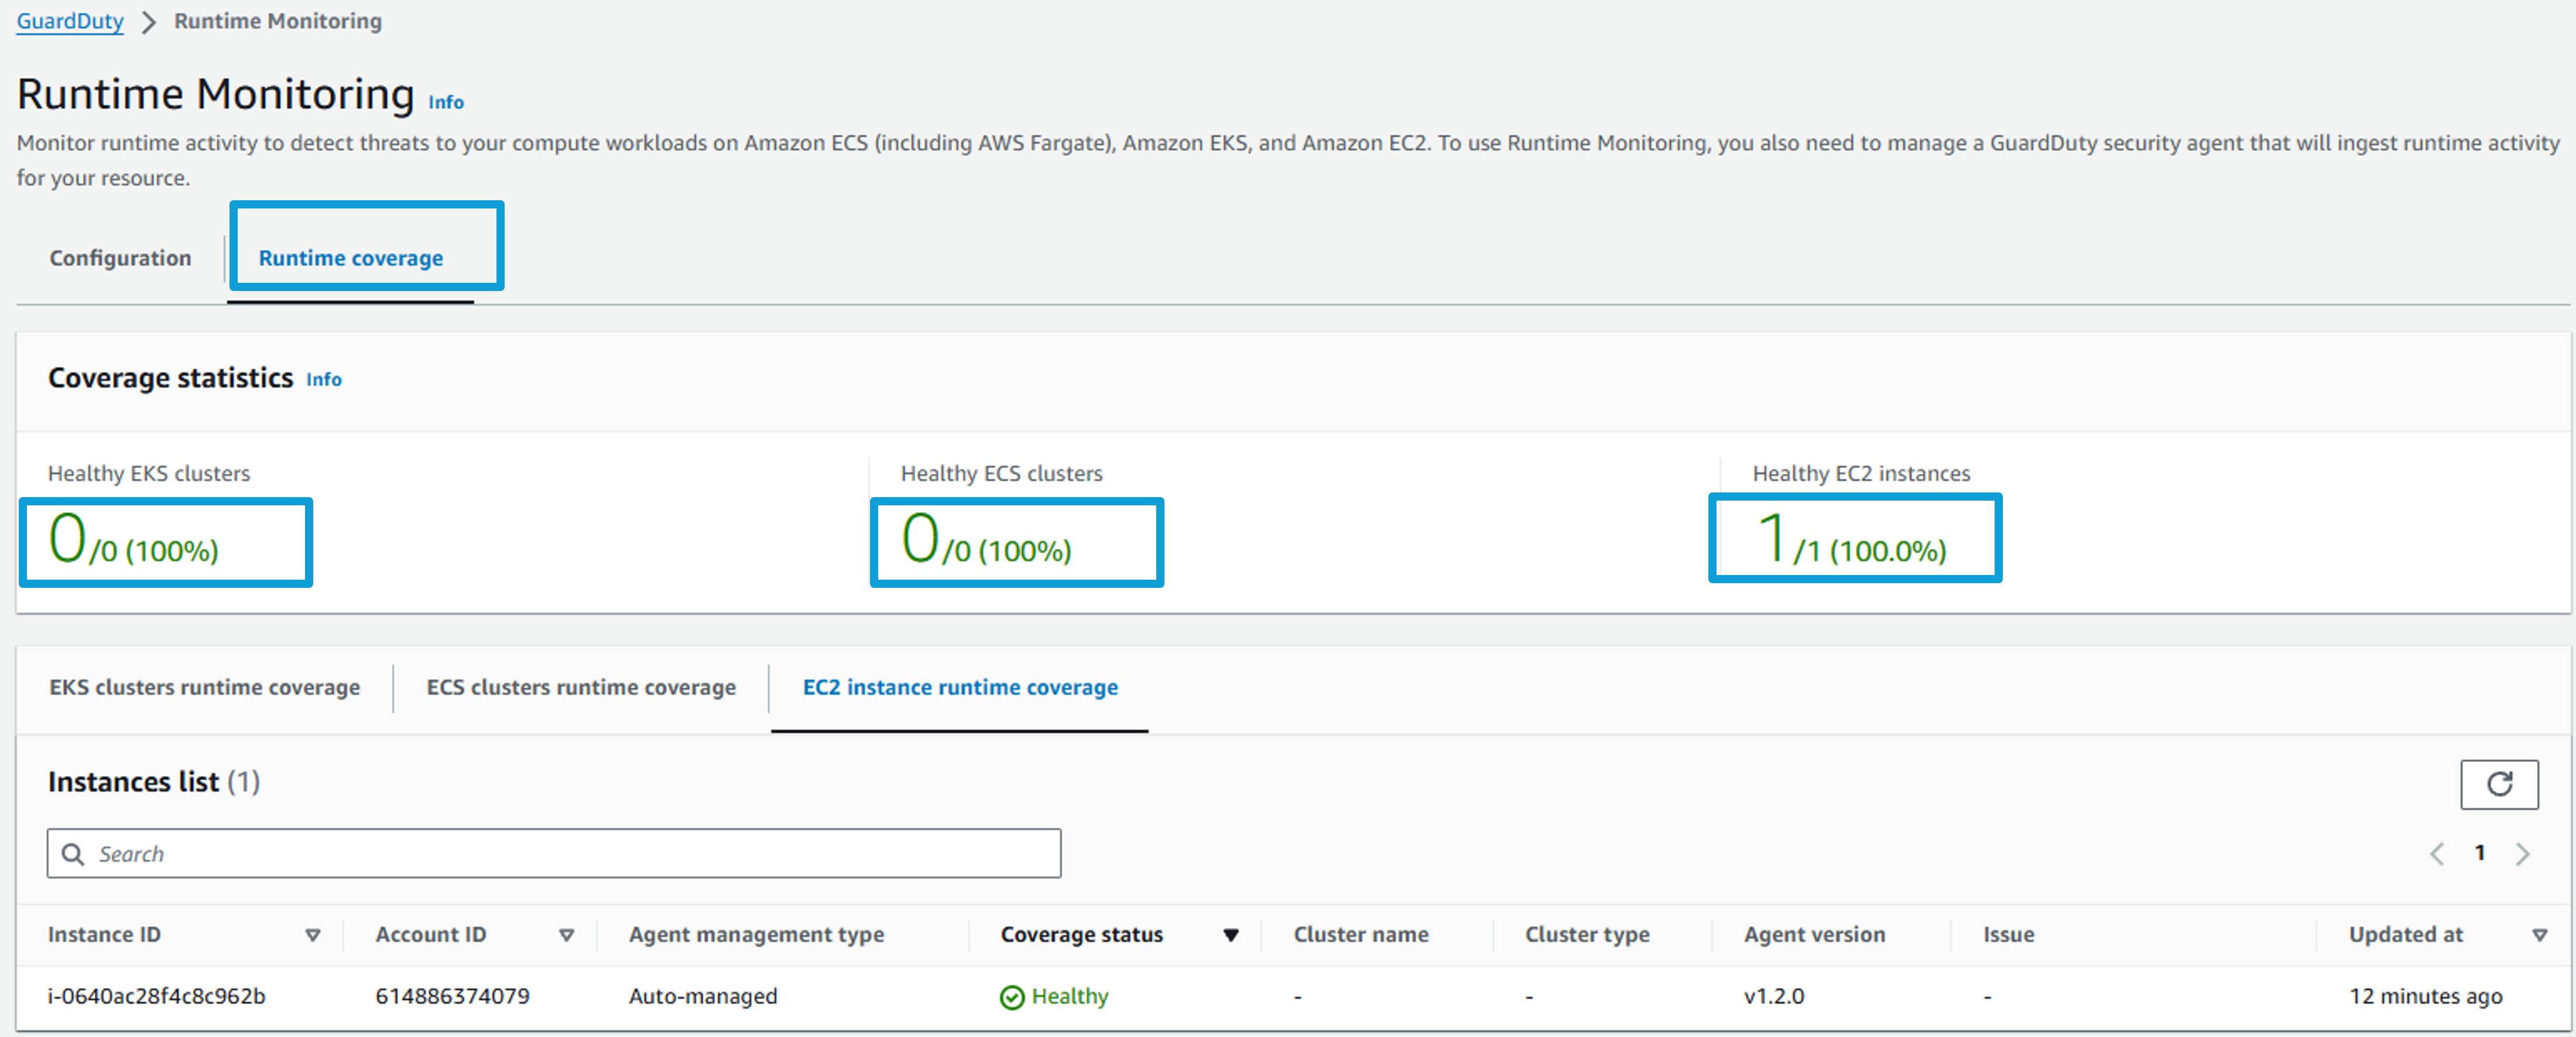 GuardDuty > Runtime Monitoring
Runtime Monitoring Info
Monitor runtime activity to detect threats to your compute workloads on Amazon ECS (including AWS Fargate), Amazon EKS, and Amazon EC2. To use Runtime Monitoring, you also need to manage a GuardDuty security agent that will ingest runtime activity
for your resource.
Configuration Runtime coverage
Coverage statistics Info
Healthy EKS clusters Healthy ECS clusters Healthy EC2 instances
0/0 (100%) 0/0 (100%) 1/1 (100.0%)
EKS clusters runtime coverage ECS clusters runtime coverage EC2 instance runtime coverage
Instances list (1)
Search
1
Instance ID Account ID Agent management type Coverage status Cluster name Cluster type Agent version Issue Updated at
i-0640ac28f4c8c962b 614886374079 Auto-managed Healthy - - v1.2.0 - 12 minutes ago